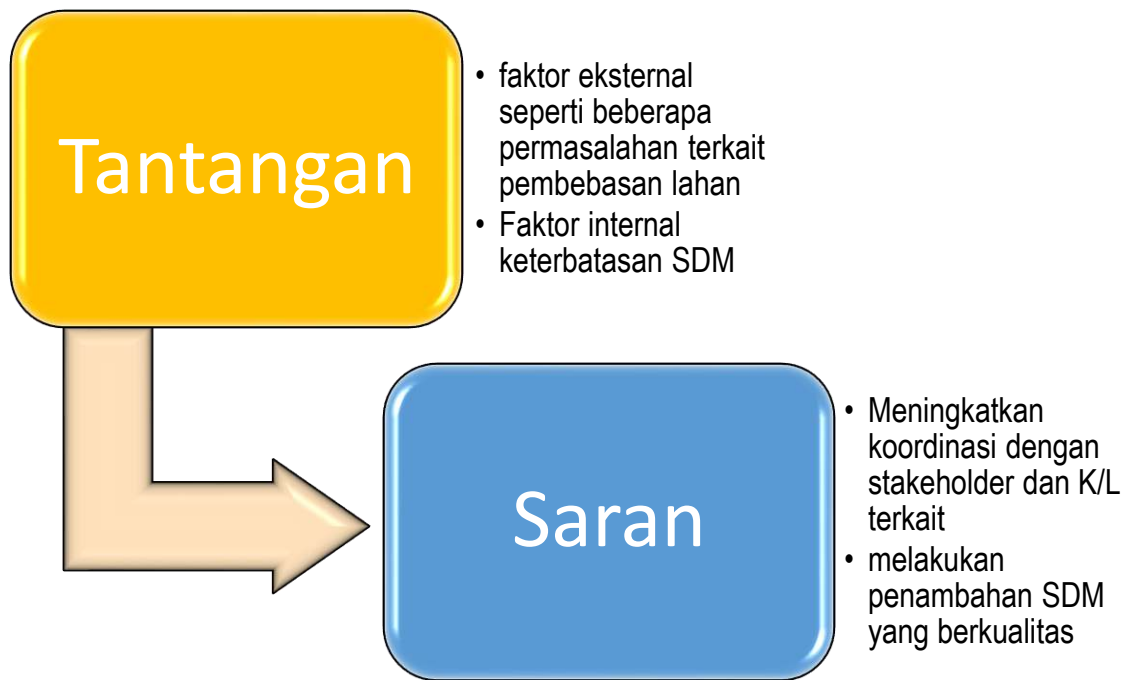 Tantangan
• faktor eksternal
seperti beberapa
permasalahan terkait
pembebasan lahan
• Faktor internal
keterbatasan SDM
Saran
• Meningkatkan
koordinasi dengan
stakeholder dan K/L
terkait
• melakukan
penambahan SDM
yang berkualitas